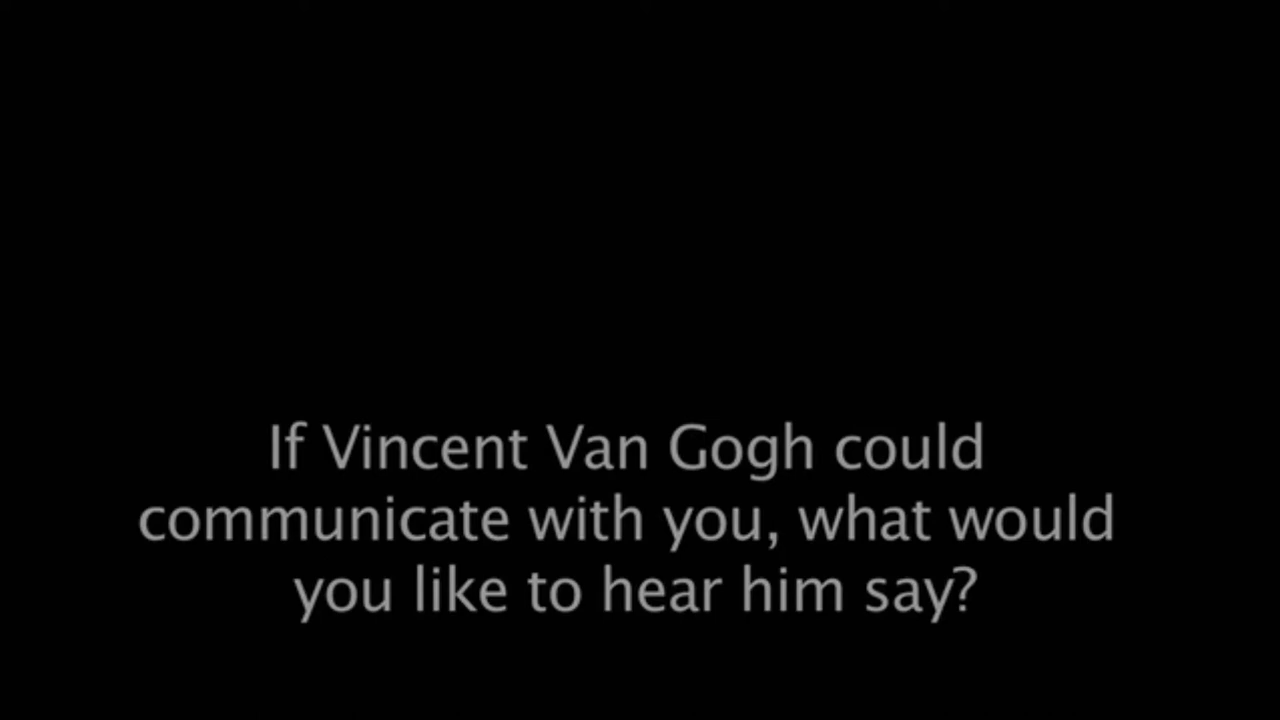 If Vincent Van Gogh could
communicate with you, what would
you like to hear him say?